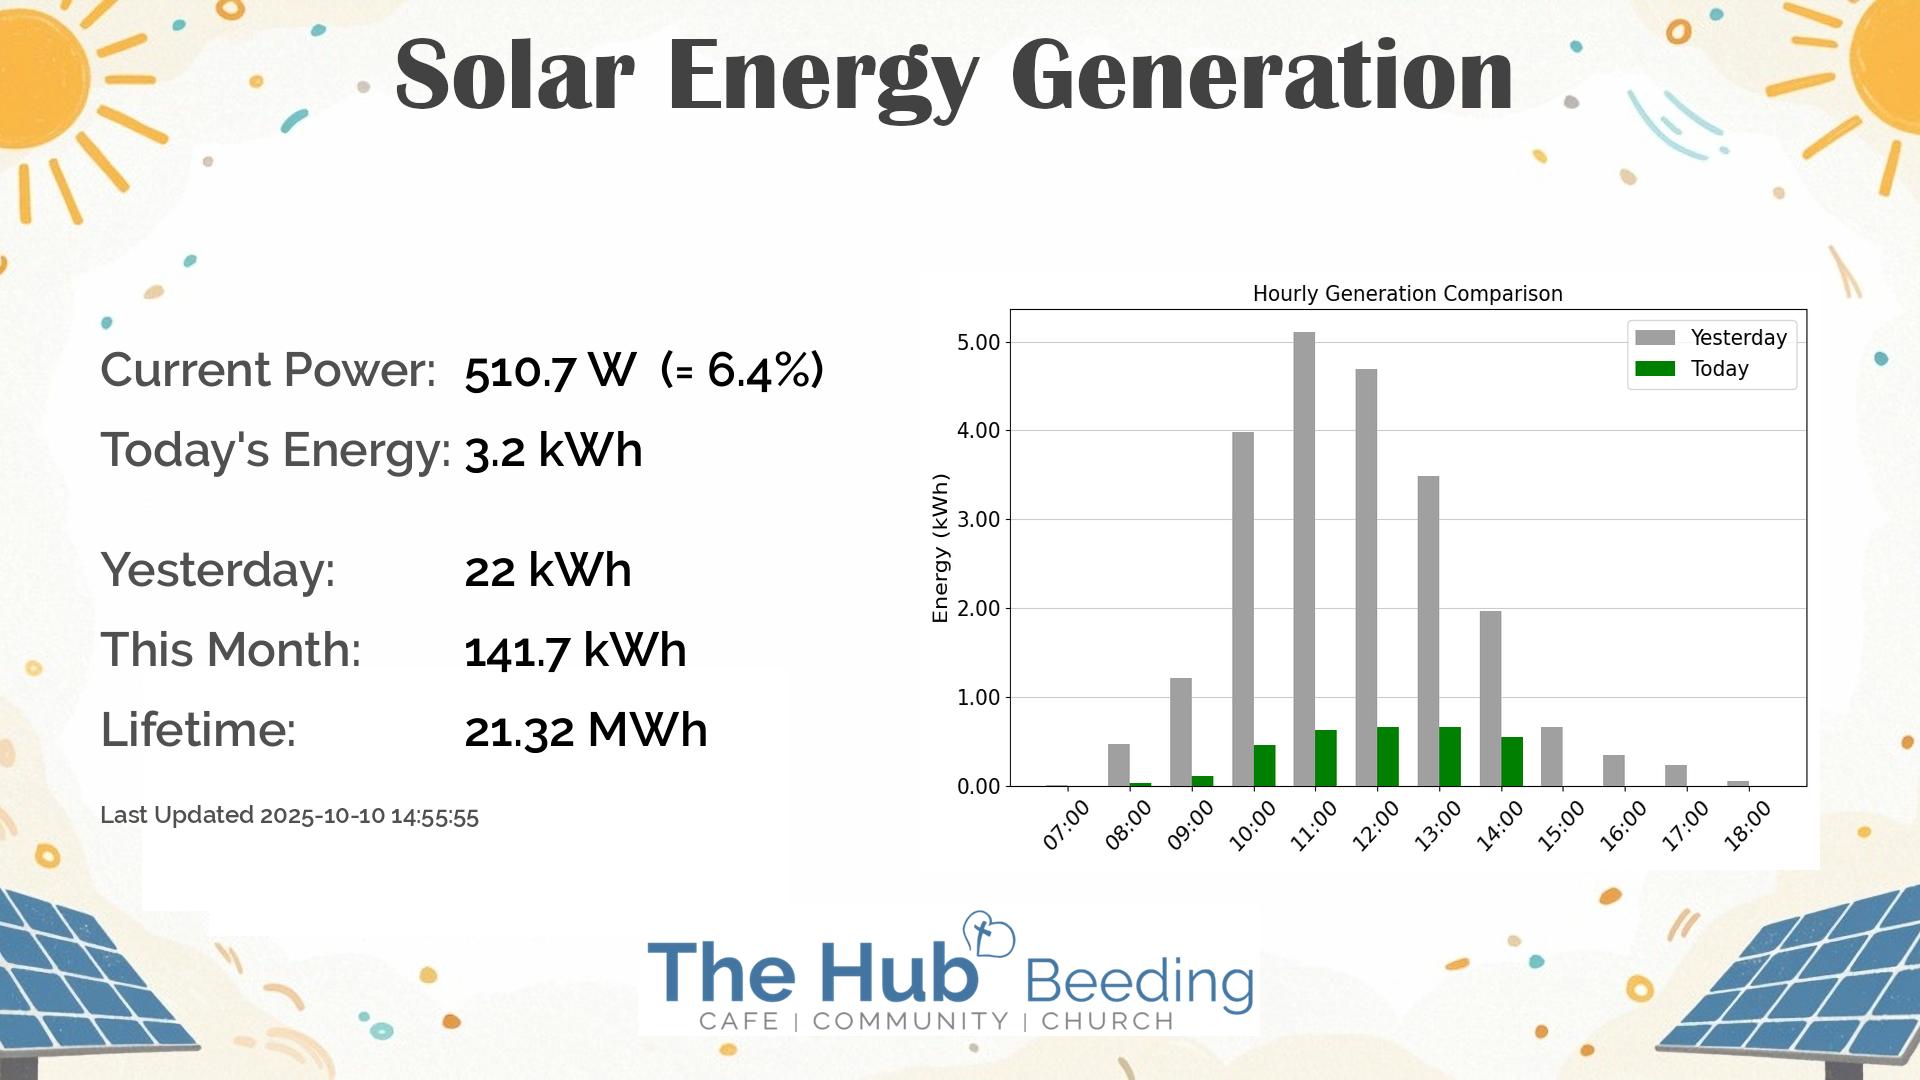 Solar Energy Generation
Current Power: 510.7 W (= 6.4%)
Today's Energy: 3.2 kWh
Yesterday: 22 kWh
This Month: 141.7 kWh
Lifetime: 21.32 MWh
Last Updated 2025-10-10 14:55:55
Hourly Generation Comparison
Yesterday
Today
Energy (kWh)
5.00
4.00
3.00
2.00
1.00
0.00
07:00 08:00 09:00 10:00 11:00 12:00 13:00 14:00 15:00 16:00 17:00 18:00
The Hub Beeding
CAFE | COMMUNITY | CHURCH